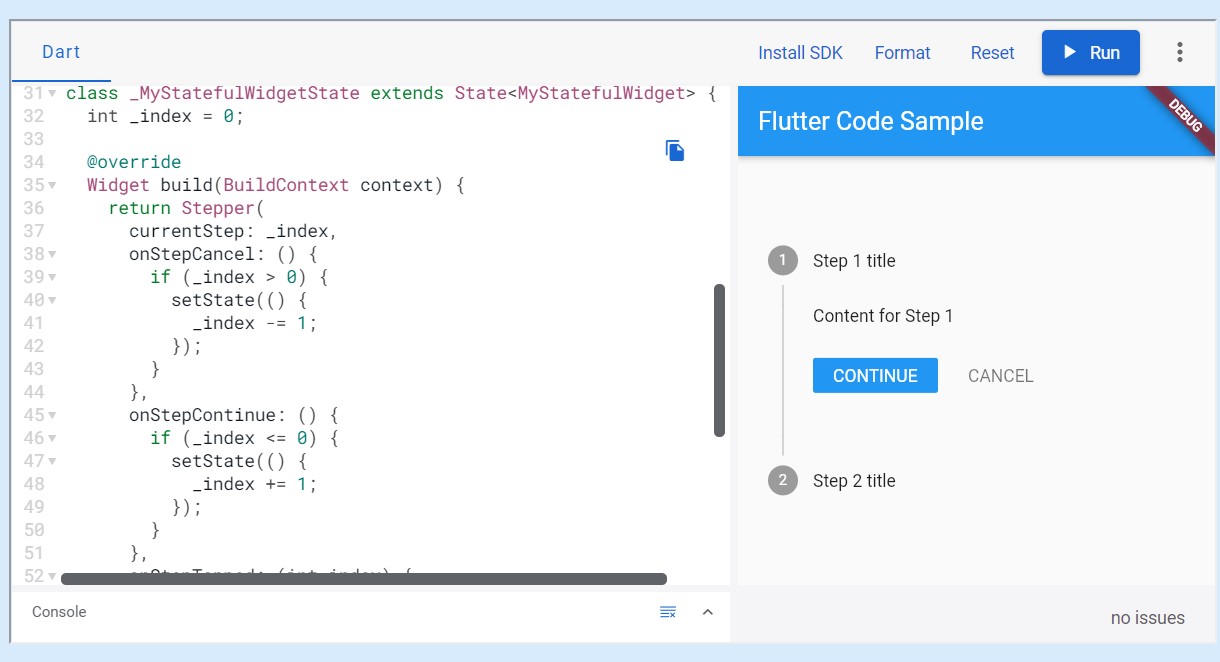 Dart
Install SDK Format Reset Run
31 class _MyStatefulWidgetState extends State<MyStatefulWidget> {
32 int _index = 0;
33
34 @override
35 Widget build(BuildContext context) {
36 return Stepper(
37 currentStep: _index,
38 onStepCancel: () {
39 if (_index > 0) {
40 setState(() {
41 _index -= 1;
42 });
43 }
44 },
45 onStepContinue: () {
46 if (_index <= 0) {
47 setState(() {
48 _index += 1;
49 });
50 }
51 },
52 onStepTapped: (int index) {
Console
Flutter Code Sample
DEBUG
1 Step 1 title
Content for Step 1
CONTINUE CANCEL
2 Step 2 title
no issues